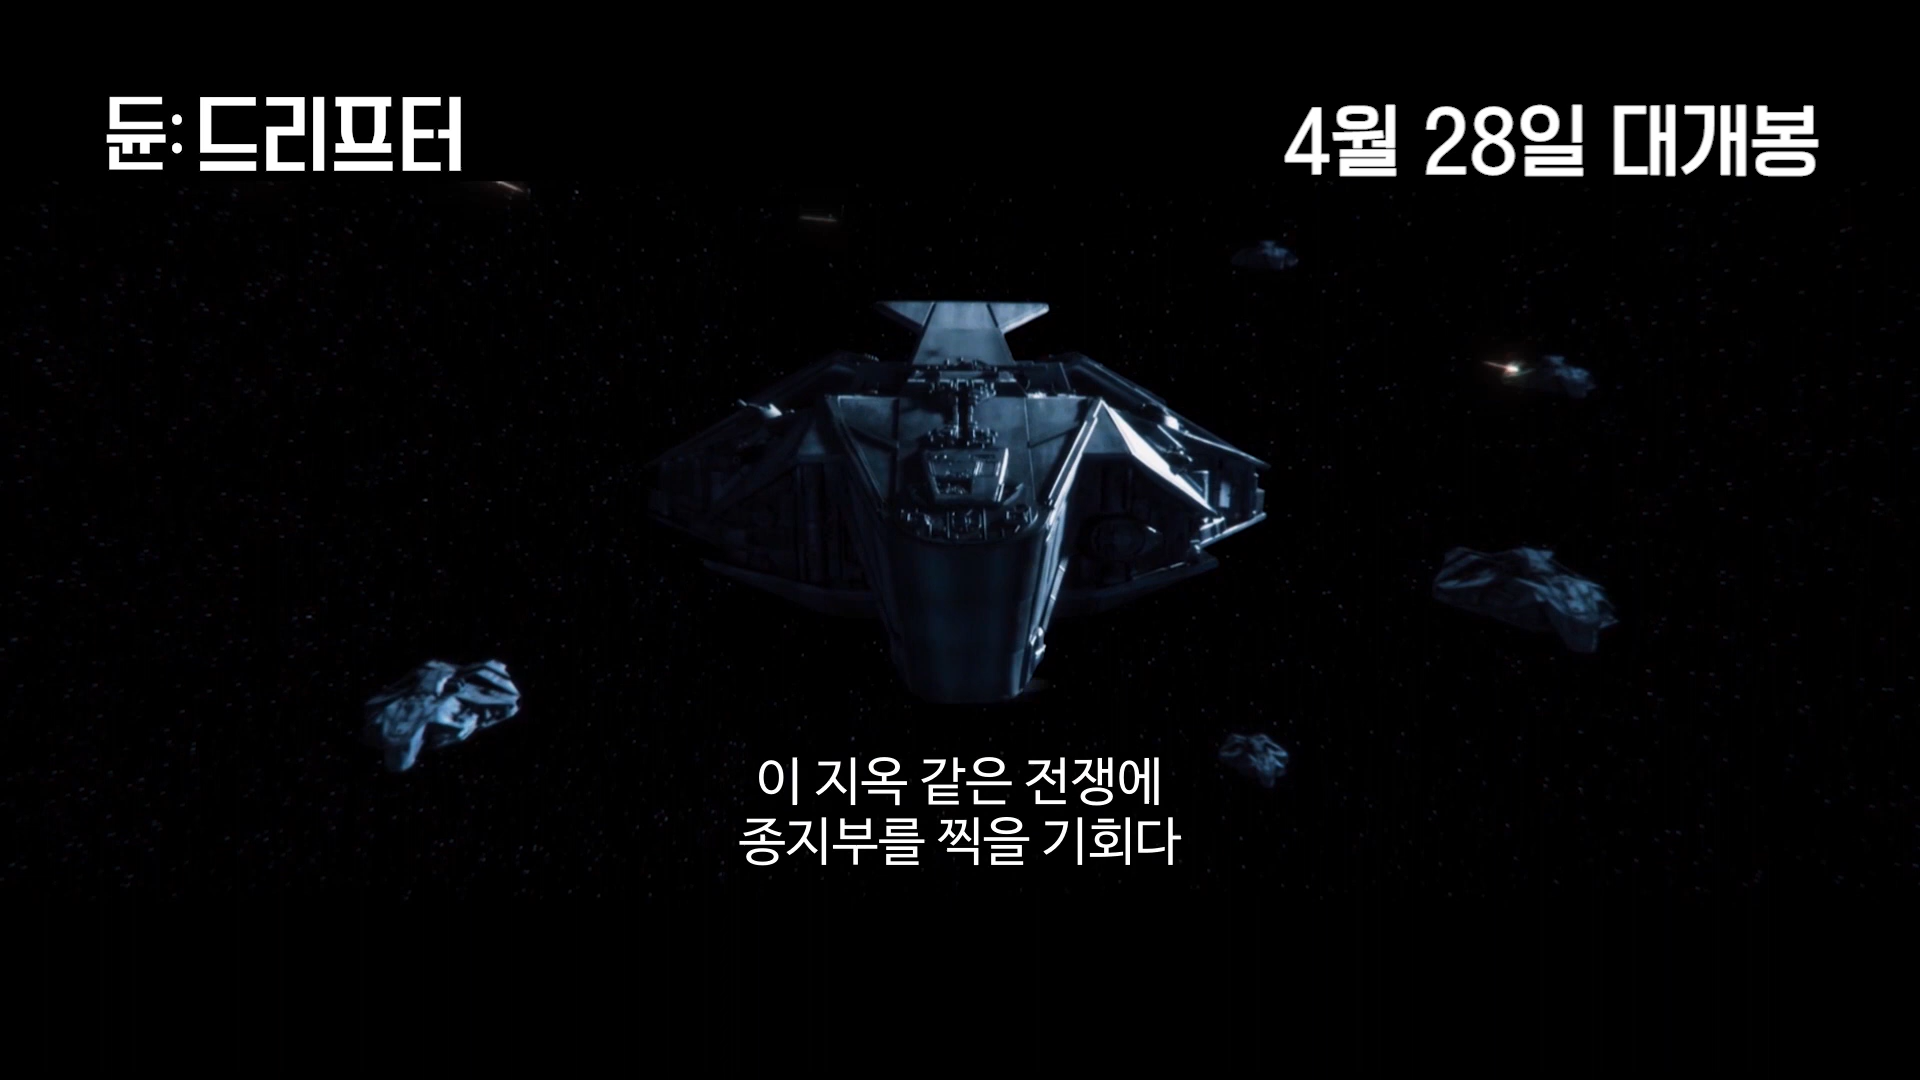 듄: 드리프터
4월 28일 대개봉
이 지옥 같은 전쟁에
종지부를 찍을 기회다